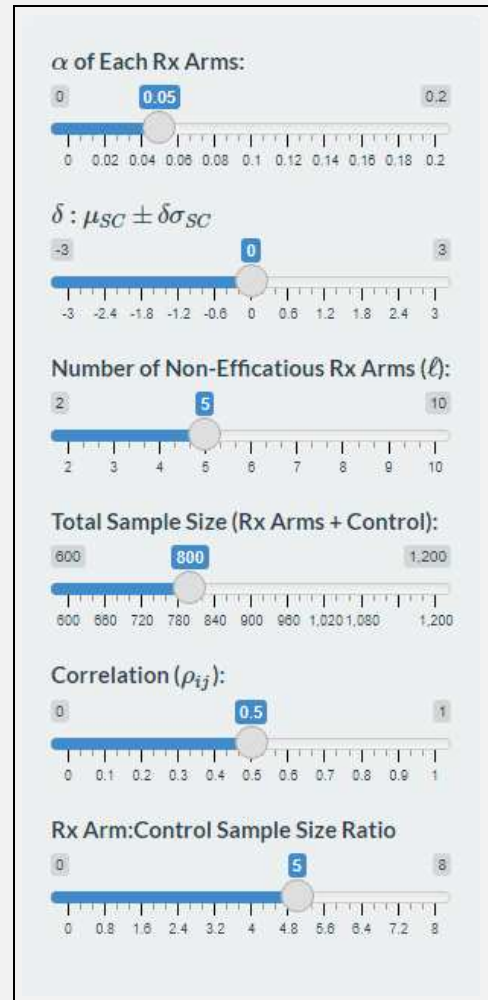 α of Each Rx Arms:
0 0.05 0.2
0 0.02 0.04 0.06 0.08 0.1 0.12 0.14 0.16 0.18 0.2
δ : μSC ± δσSC
-3 0 3
-3 -2.4 -1.8 -1.2 -0.6 0 0.6 1.2 1.8 2.4 3
Number of Non-Efficatious Rx Arms (ℓ):
2 5 10
2 3 4 5 6 7 8 9 10
Total Sample Size (Rx Arms + Control):
600 800 1,200
600 660 720 780 840 900 960 1,020 1,080 1,200
Correlation (ρij):
0 0.5 1
0 0.1 0.2 0.3 0.4 0.5 0.6 0.7 0.8 0.9 1
Rx Arm:Control Sample Size Ratio
0 5 8
0 0.8 1.6 2.4 3.2 4 4.8 5.6 6.4 7.2 8